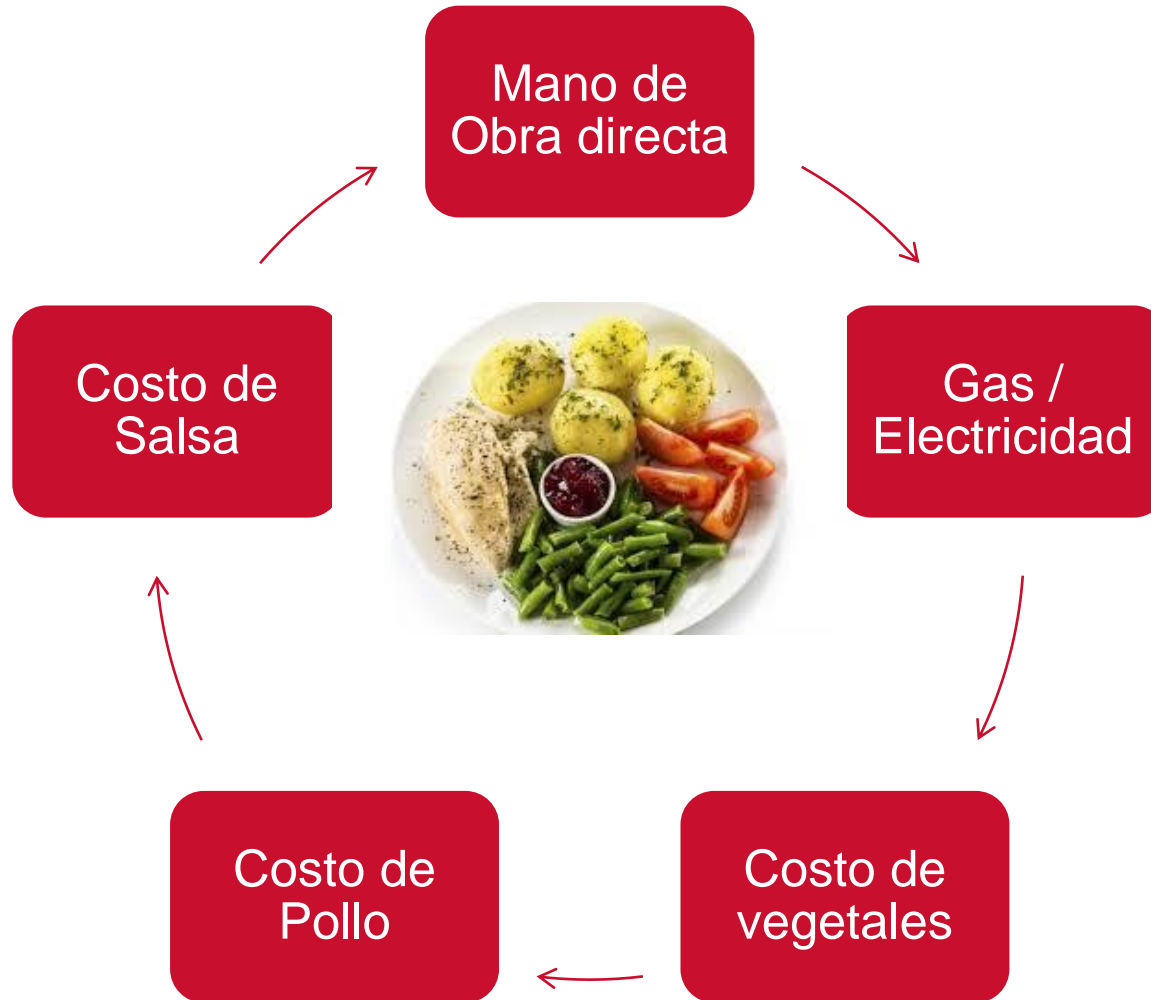 Mano de
Obra directa
Gas /
Electricidad
Costo de
vegetales
Costo de
Pollo
Costo de
Salsa